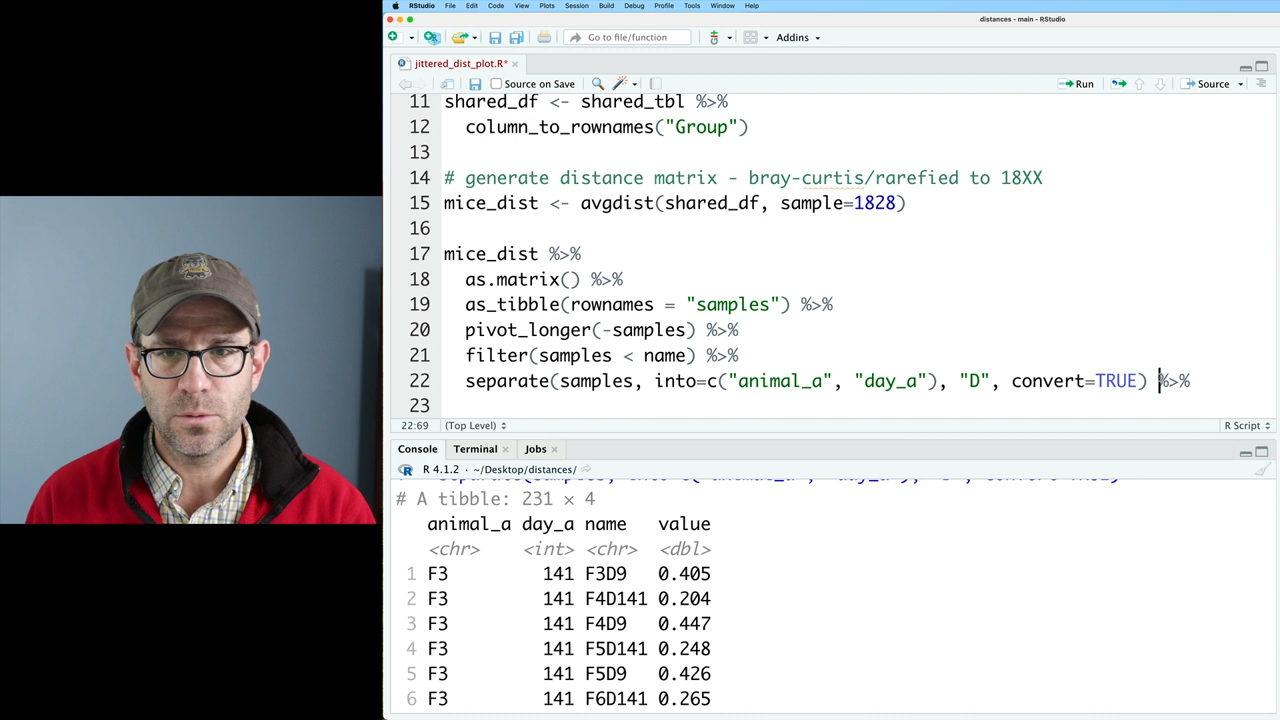 RStudio File Edit Code View Plots Session Build Debug Profile Tools Window Help
distances - main - RStudio
Go to file/function Addins
jittered_dist_plot.R*
Source on Save Run Source
11 shared_df <- shared_tbl %>%
12 column_to_rownames("Group")
13
14 # generate distance matrix - bray-curtis/rarefied to 18XX
15 mice_dist <- avgdist(shared_df, sample=1828)
16
17 mice_dist %>%
18 as.matrix() %>%
19 as_tibble(rownames = "samples") %>%
20 pivot_longer(-samples) %>%
21 filter(samples < name) %>%
22 separate(samples, into=c("animal_a", "day_a"), "D", convert=TRUE) %>%
23
22:69 (Top Level) R Script
Console Terminal Jobs
R 4.1.2 · ~/Desktop/distances/
# A tibble: 231 × 4
animal_a day_a name value
<chr> <int> <chr> <dbl>
1 F3 141 F3D9 0.405
2 F3 141 F4D141 0.204
3 F3 141 F4D9 0.447
4 F3 141 F5D141 0.248
5 F3 141 F5D9 0.426
6 F3 141 F6D141 0.265